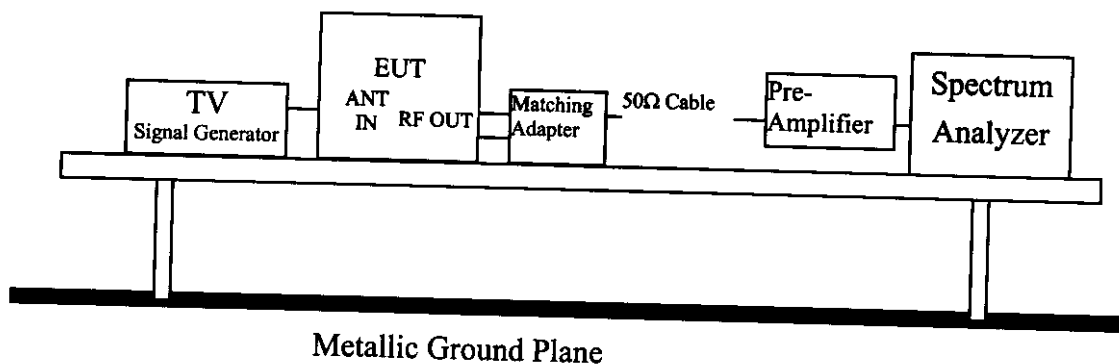 TV
Signal Generator
EUT
ANT
IN
RF OUT
Matching
Adapter
50Ω Cable
Pre-
Amplifier
Spectrum
Analyzer
Metallic Ground Plane